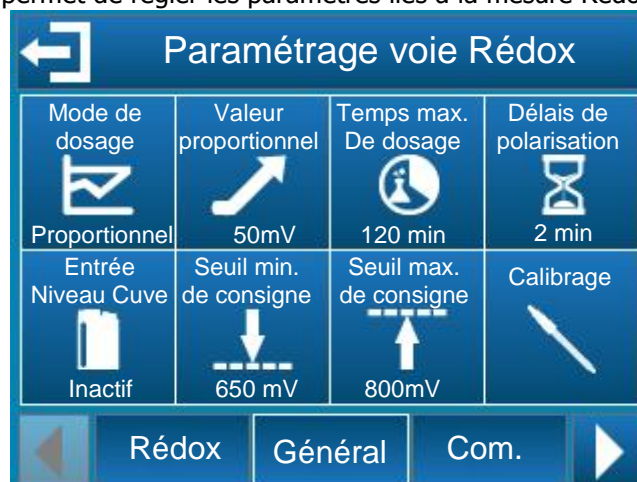 permet de régler les paramètres liés à la mesure Rédo
Paramétrage voie Rédox
Mode de
dosage
Proportionnel
Valeur
proportionnel
50mV
Temps max.
De dosage
120 min
Délais de
polarisation
2 min
Entrée
Niveau Cuve
Inactif
Seuil min.
de consigne
650 mV
Seuil max.
de consigne
800mV
Calibrage
Rédox
Général
Com.